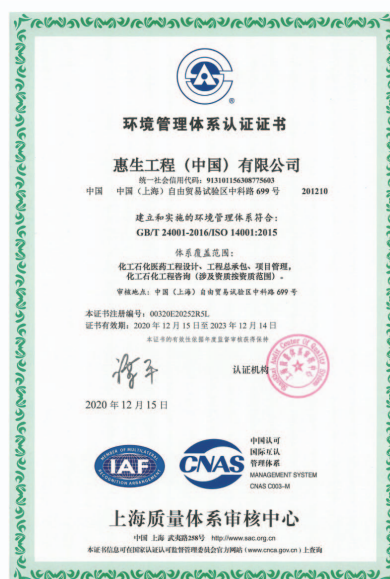 环境管理体系认证证书
惠生工程（中国）有限公司
统一社会信用代码：913101156308775603
中国 中国（上海）自由贸易试验区中科路 699 号 201210
建立和实施的环境管理体系符合：
GB/T 24001-2016/ISO 14001:2015
体系覆盖范围：
化工石化医药工程设计、工程总承包、项目管理，
化工石化工程咨询（涉及资质按资质范围）。
审核地点：中国（上海）自由贸易试验区中科路 699 号
本证书注册编号：00320E20252R5L
证书有效期：2020 年 12 月 15 日至 2023 年 12 月 14 日
本证书的有效性依据年度监督审核获得保持
认证机构
Shanghai Audit Center of Quality System
2020 年 12 月 15 日
MEMBER OF MULTILATERAL
IAF
RECOGNITION ARRANGEMENT
CNAS
中国认可
国际互认
管理体系
MANAGEMENT SYSTEM
CNAS C003-M
上海质量体系审核中心
中国 上海 武夷路258号 http://www.sac.org.cn
本证书信息可在国家认证认可监督管理委员会官方网站 (www.cnca.gov.cn) 上查询